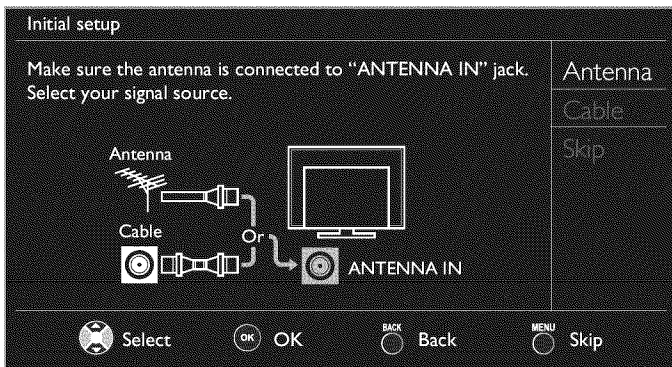 Initial setup
Make sure the antenna is connected to “ANTENNA IN” jack.
Select your signal source.
Antenna
Cable
Skip
Antenna
Cable
Or
ANTENNA IN
Select
OK OK
BACK Back
MENU Skip